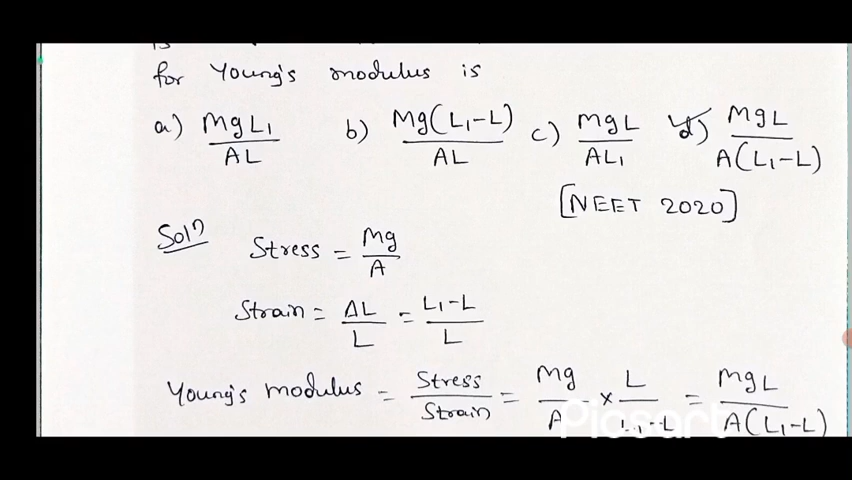 for Young's modulus is
a) MgL₁/AL b) Mg(L₁-L)/AL c) MgL/AL₁ d) MgL/A(L₁-L)
[NEET 2020]
Solⁿ
Stress = Mg/A
Strain = ΔL/L = L₁-L/L
Young's modulus = Stress/Strain = Mg/A × L/L₁-L = MgL/A(L₁-L)
Picsart